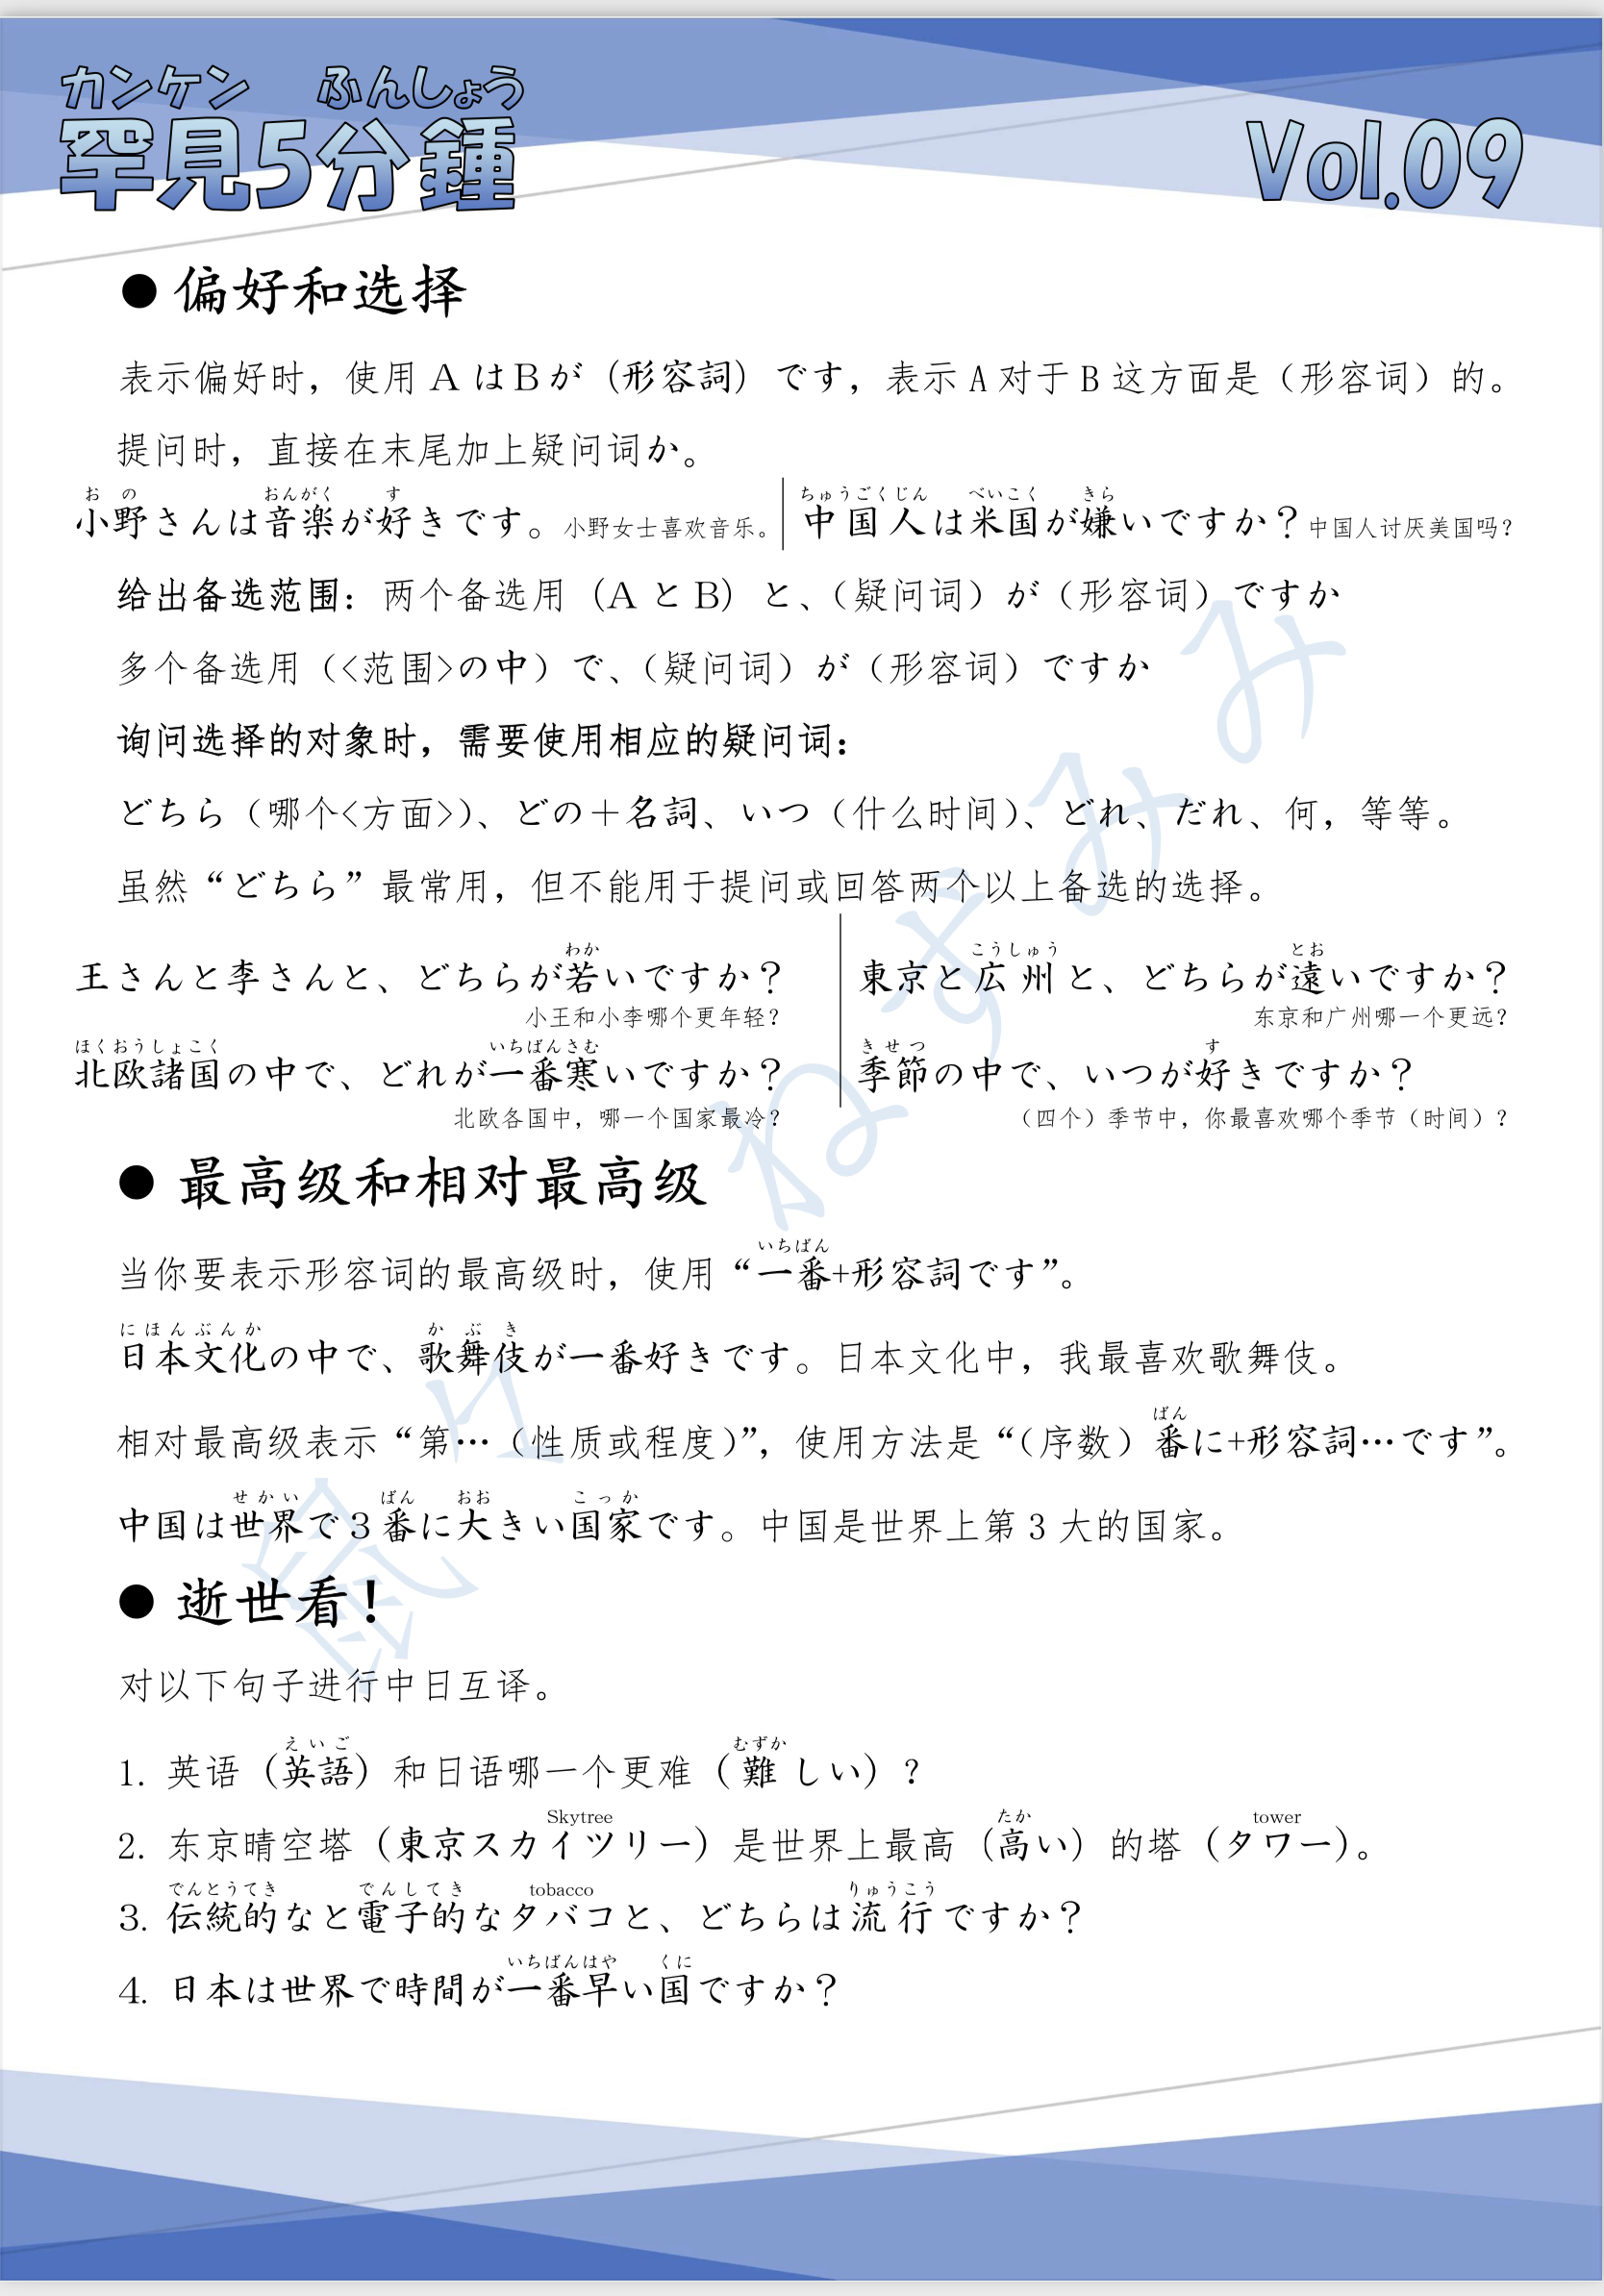 カンケン ふんしょう
罕見5分鍾
Vol.09
● 偏好和选择
表示偏好时，使用 A はBが（形容詞）です，表示 A 对于 B 这方面是（形容词）的。
提问时，直接在末尾加上疑问词か。
お の おんがく す
小野さんは音楽が好きです。小野女士喜欢音乐。
ちゅうごくじん べいこく きら
中国人は米国が嫌いですか？中国人讨厌美国吗？
给出备选范围：两个备选用（A と B）と、（疑问词）が（形容词）ですか
多个备选用（<范围>の中）で、（疑问词）が（形容词）ですか
询问选择的对象时，需要使用相应的疑问词：
どちら（哪个<方面>）、どの＋名詞、いつ（什么时间）、どれ、だれ、何，等等。
虽然“どちら”最常用，但不能用于提问或回答两个以上备选的选择。
わか
王さんと李さんと、どちらが若いですか？
小王和小李哪个更年轻？
こうしゅう とお
東京と広州と、どちらが遠いですか？
东京和广州哪一个更远？
ほくおうしょこく いちばんさむ
北欧諸国の中で、どれが一番寒いですか？
北欧各国中，哪一个国家最冷？
きせつ す
季節の中で、いつが好きですか？
（四个）季节中，你最喜欢哪个季节（时间）？
● 最高级和相对最高级
いちばん
当你要表示形容词的最高级时，使用“一番+形容詞です”。
にほんぶんか かぶき
日本文化の中で、歌舞伎が一番好きです。日本文化中，我最喜欢歌舞伎。
ばん
相对最高级表示“第…（性质或程度）”，使用方法是“（序数）番に+形容詞…です”。
せかい ばん おお こっか
中国は世界で３番に大きい国家です。中国是世界上第 3 大的国家。
● 逝世看！
对以下句子进行中日互译。
えいご むずか
1. 英语（英語）和日语哪一个更难（難しい）？
Skytree たか tower
2. 东京晴空塔（東京スカイツリー）是世界上最高（高い）的塔（タワー）。
でんとうてき でんしてき tobacco りゅうこう
3. 伝統的なと電子的なタバコと、どちらは流行ですか？
いちばんはや くに
4. 日本は世界で時間が一番早い国ですか？
鼠々ねずみみ